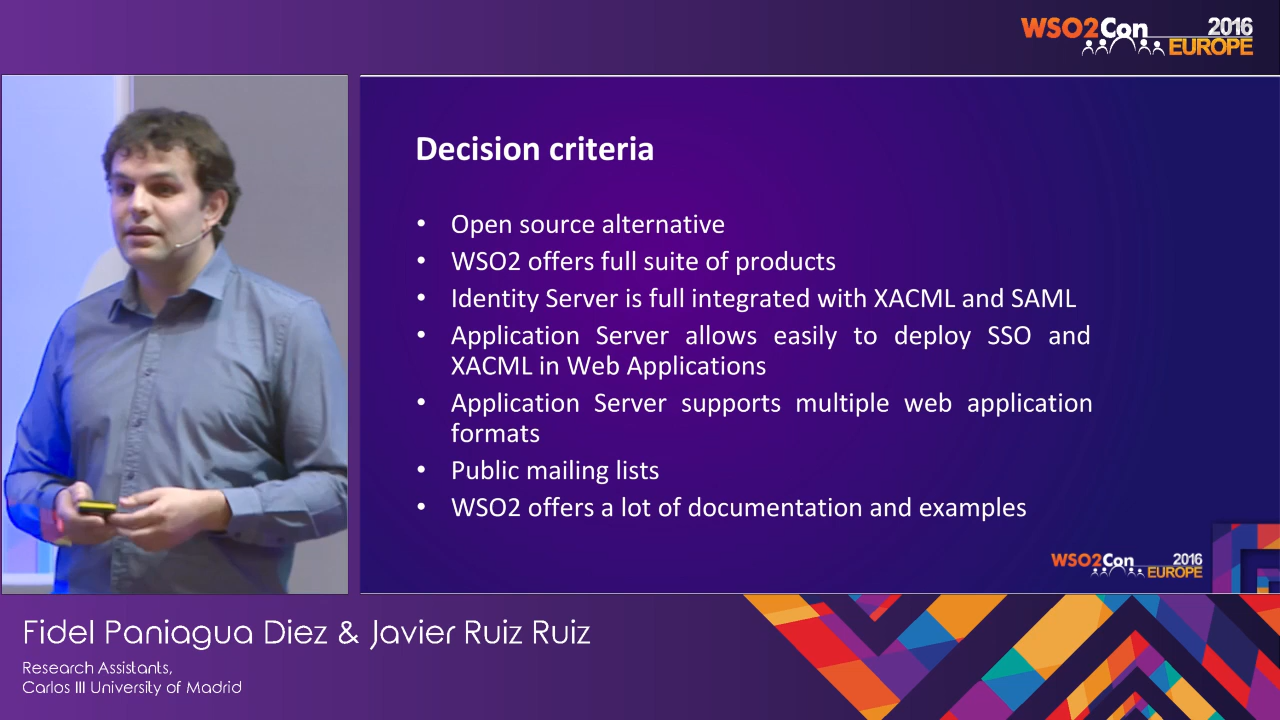 WSO2Con 2016
EUROPE
Decision criteria
• Open source alternative
• WSO2 offers full suite of products
• Identity Server is full integrated with XACML and SAML
• Application Server allows easily to deploy SSO and
XACML in Web Applications
• Application Server supports multiple web application
formats
• Public mailing lists
• WSO2 offers a lot of documentation and examples
WSO2Con 2016
EUROPE
Fidel Paniagua Diez & Javier Ruiz Ruiz
Research Assistants,
Carlos III University of Madrid